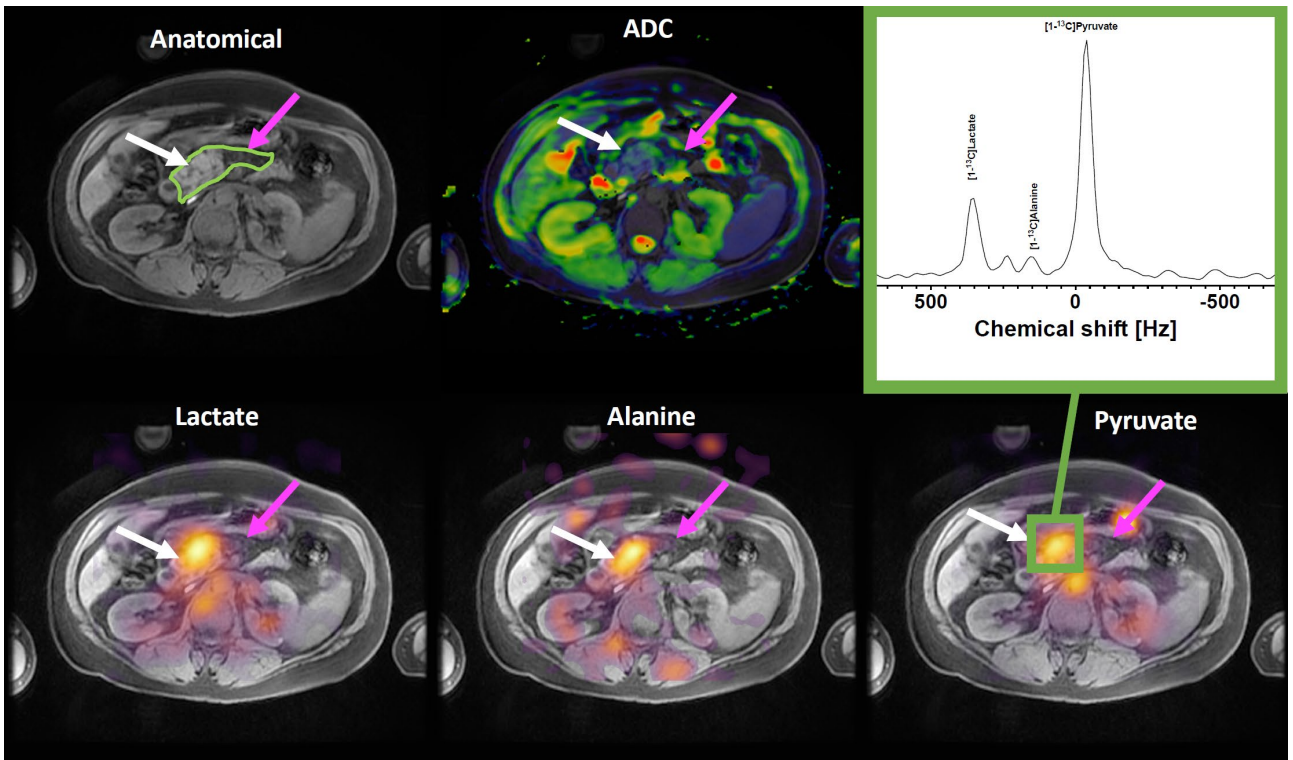 Anatomical
ADC
[1-¹³C]Pyruvate
[1-¹³C]Lactate
[1-¹³C]Alanine
500
0
-500
Chemical shift [Hz]
Lactate
Alanine
Pyruvate